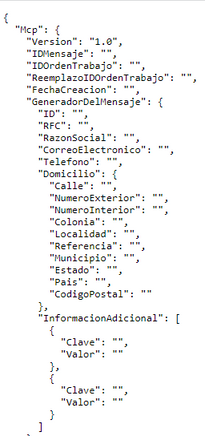 {
"Mcp": {
"Version": "1.0",
"IDMensaje": "",
"IDOrdenTrabajo": "",
"ReemplazoIDOrdenTrabajo": "",
"FechaCreacion": "",
"GeneradorDelMensaje": {
"ID": "",
"RFC": "",
"RazonSocial": "",
"CorreoElectronico": "",
"Telefono": "",
"Domicilio": {
"Calle": "",
"NumeroExterior": "",
"NumeroInterior": "",
"Colonia": "",
"Localidad": "",
"Referencia": "",
"Municipio": "",
"Estado": "",
"Pais": "",
"CodigoPostal": ""
},
"InformacionAdicional": [
{
"Clave": "",
"Valor": ""
},
{
"Clave": "",
"Valor": ""
}
]